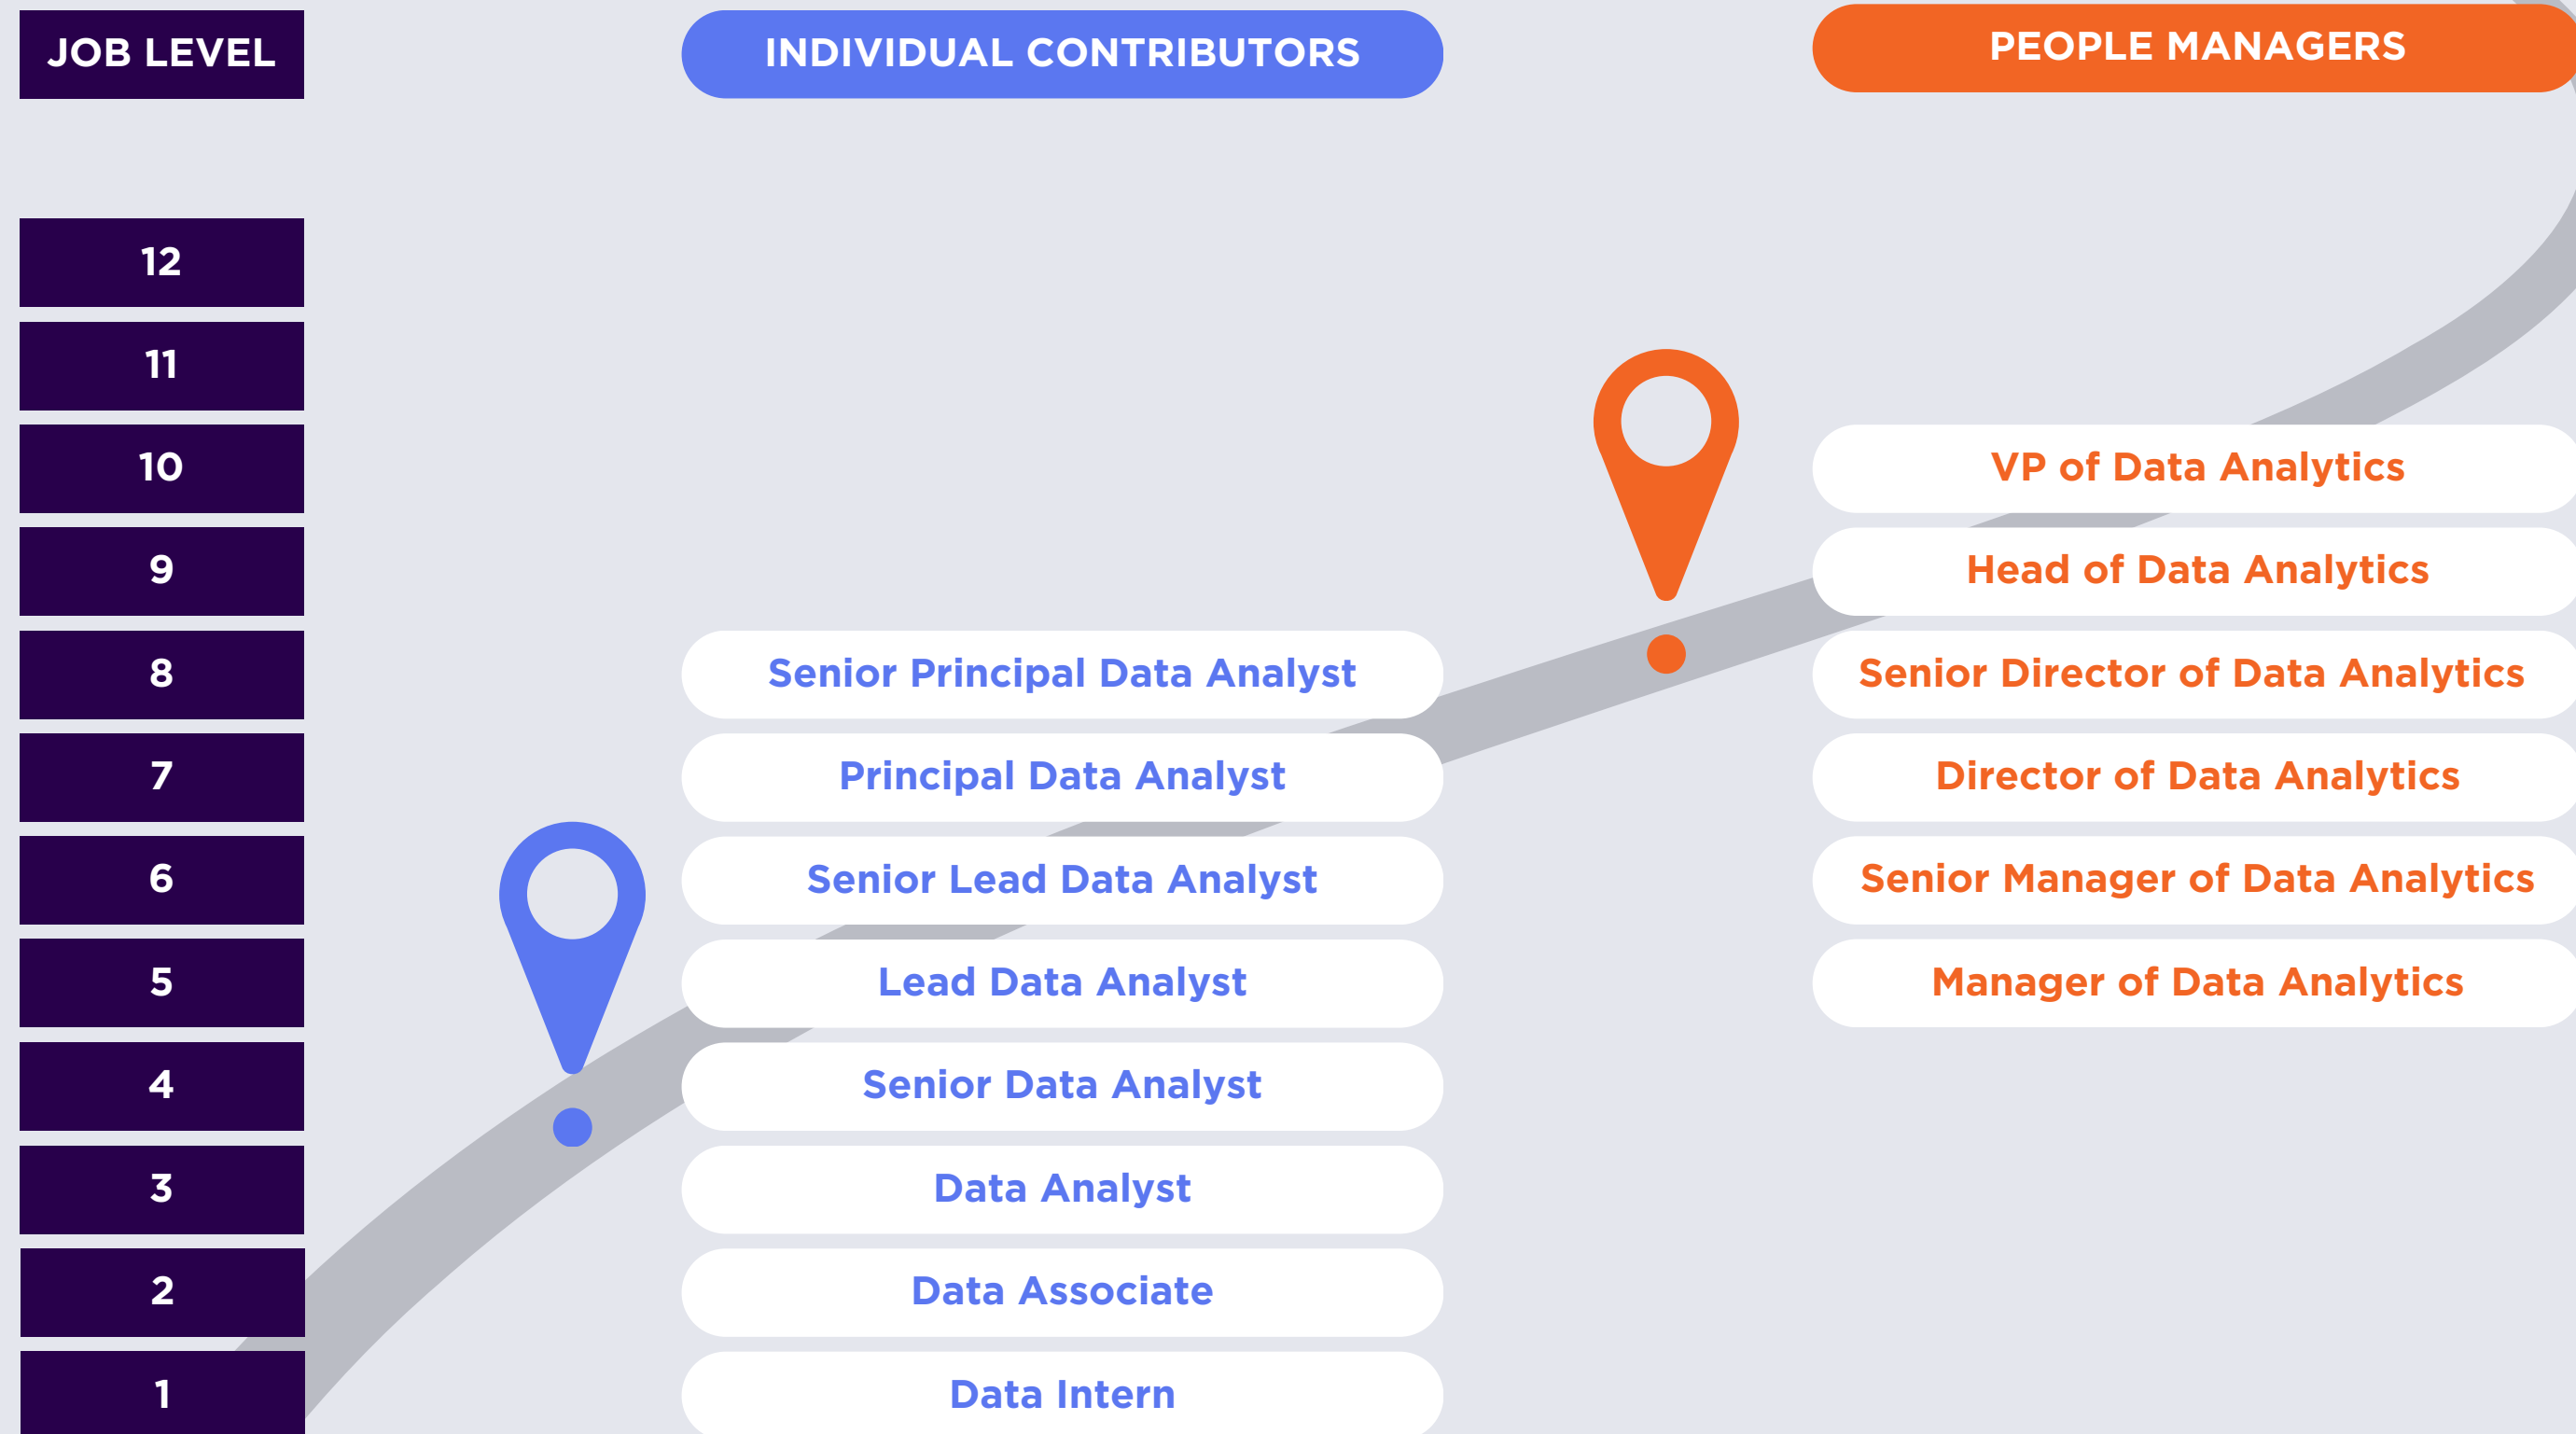 JOB LEVEL
INDIVIDUAL CONTRIBUTORS
PEOPLE MANAGERS
12
11
10
VP of Data Analytics
9
Head of Data Analytics
8
Senior Principal Data Analyst
Senior Director of Data Analytics
7
Principal Data Analyst
Director of Data Analytics
6
Senior Lead Data Analyst
Senior Manager of Data Analytics
5
Lead Data Analyst
Manager of Data Analytics
4
Senior Data Analyst
3
Data Analyst
2
Data Associate
1
Data Intern